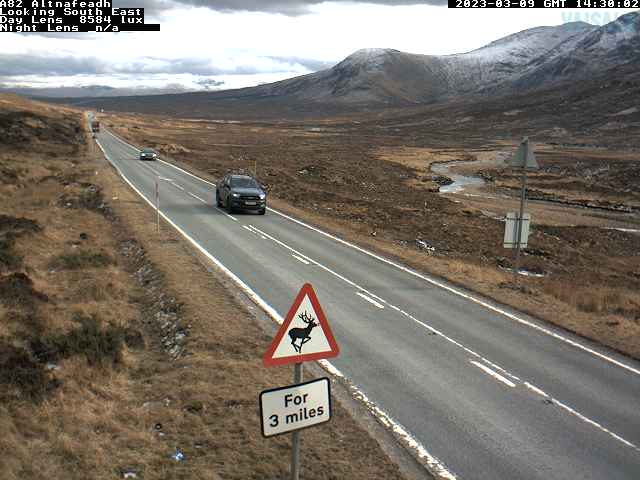 A82 Altnafeadh
2023-03-09 GMT 14:30:02
Looking South East
Day Lens 8584 lux
Night Lens n/a
VAISALA
For
3 miles